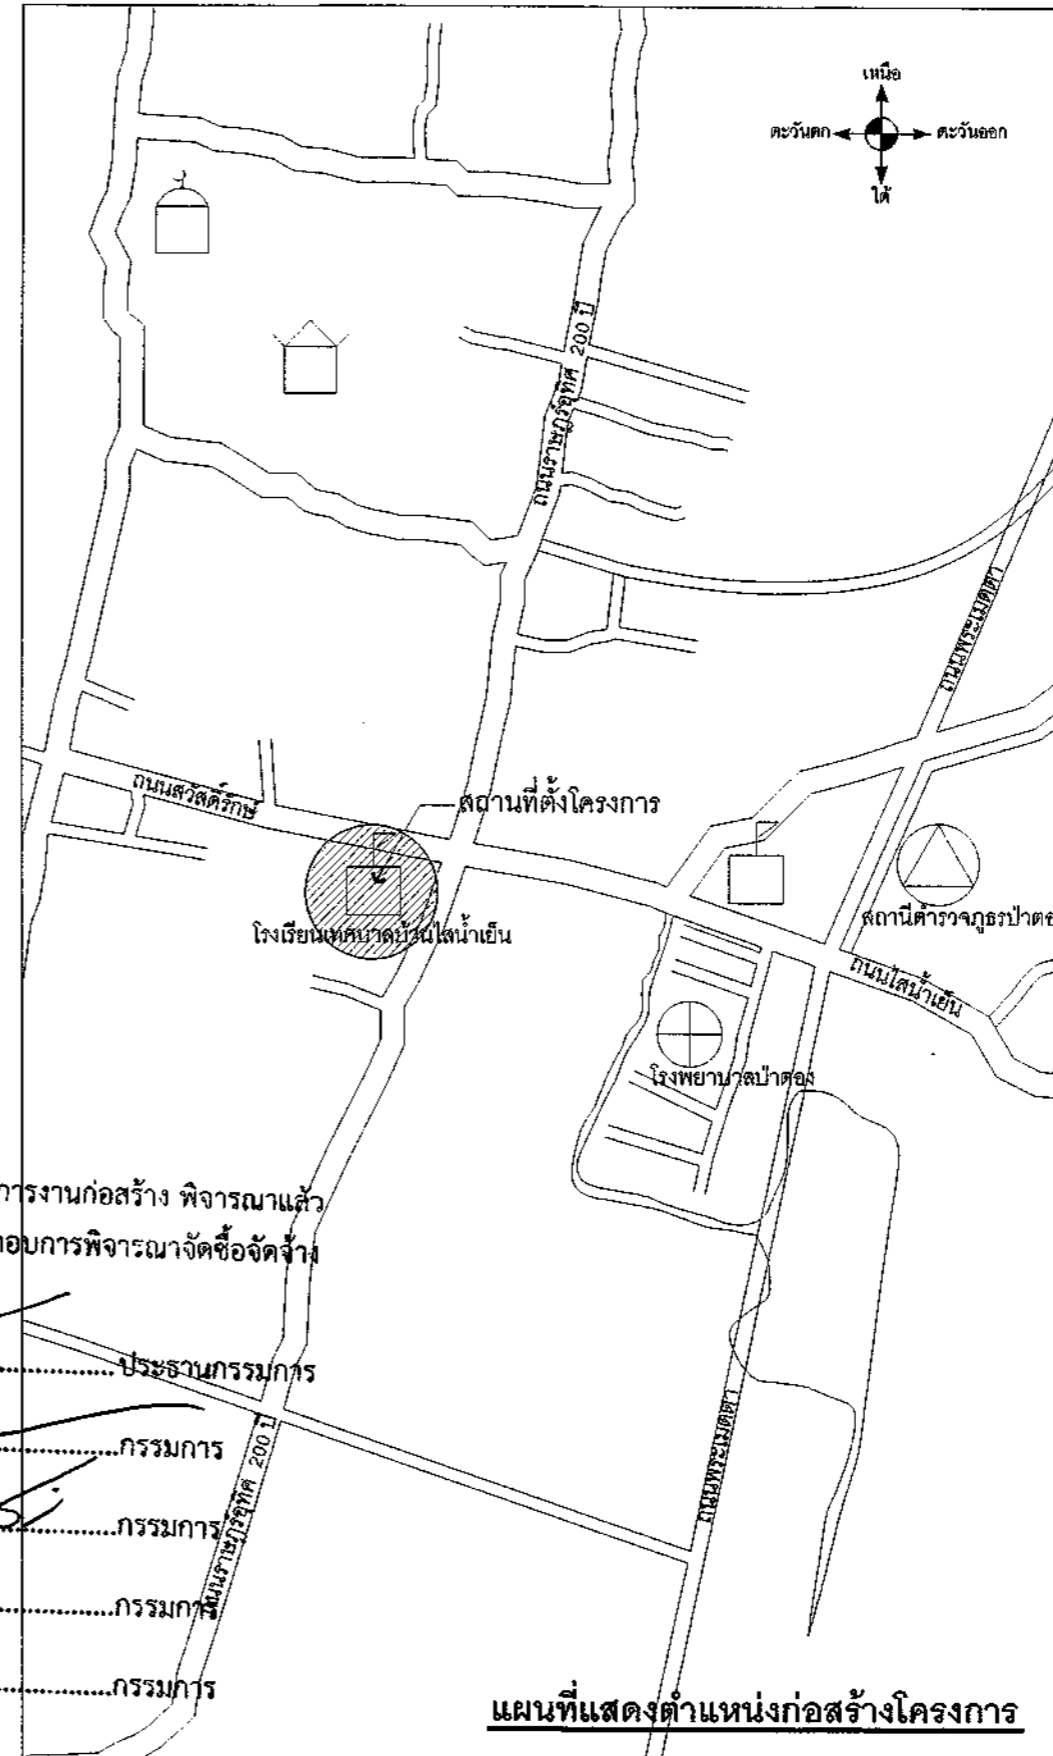 เหนือ
ตะวันตก
ตะวันออก
ใต้
ถนนราษฎร์อุทิศ 200 ปี
ถนนพระเมตตา
ถนนสวัสดิ์รักษ์
สถานที่ตั้งโครงการ
โรงเรียนเทศบาลบ้านไสน้ำเย็น
สถานีตำรวจภูธรป่าตอ
ถนนไสน้ำเย็น
โรงพยาบาลป่าตอง
การงานก่อสร้าง พิจารณาแล้ว
กอบการพิจารณาจัดซื้อจัดจ้าง
ประธานกรรมการ
กรรมการ
กรรมการ
กรรมการ
กรรมการ
ถนนราษฎร์อุทิศ 200 ปี
ถนนพระเมตตา
แผนที่แสดงตำแหน่งก่อสร้างโครงการ